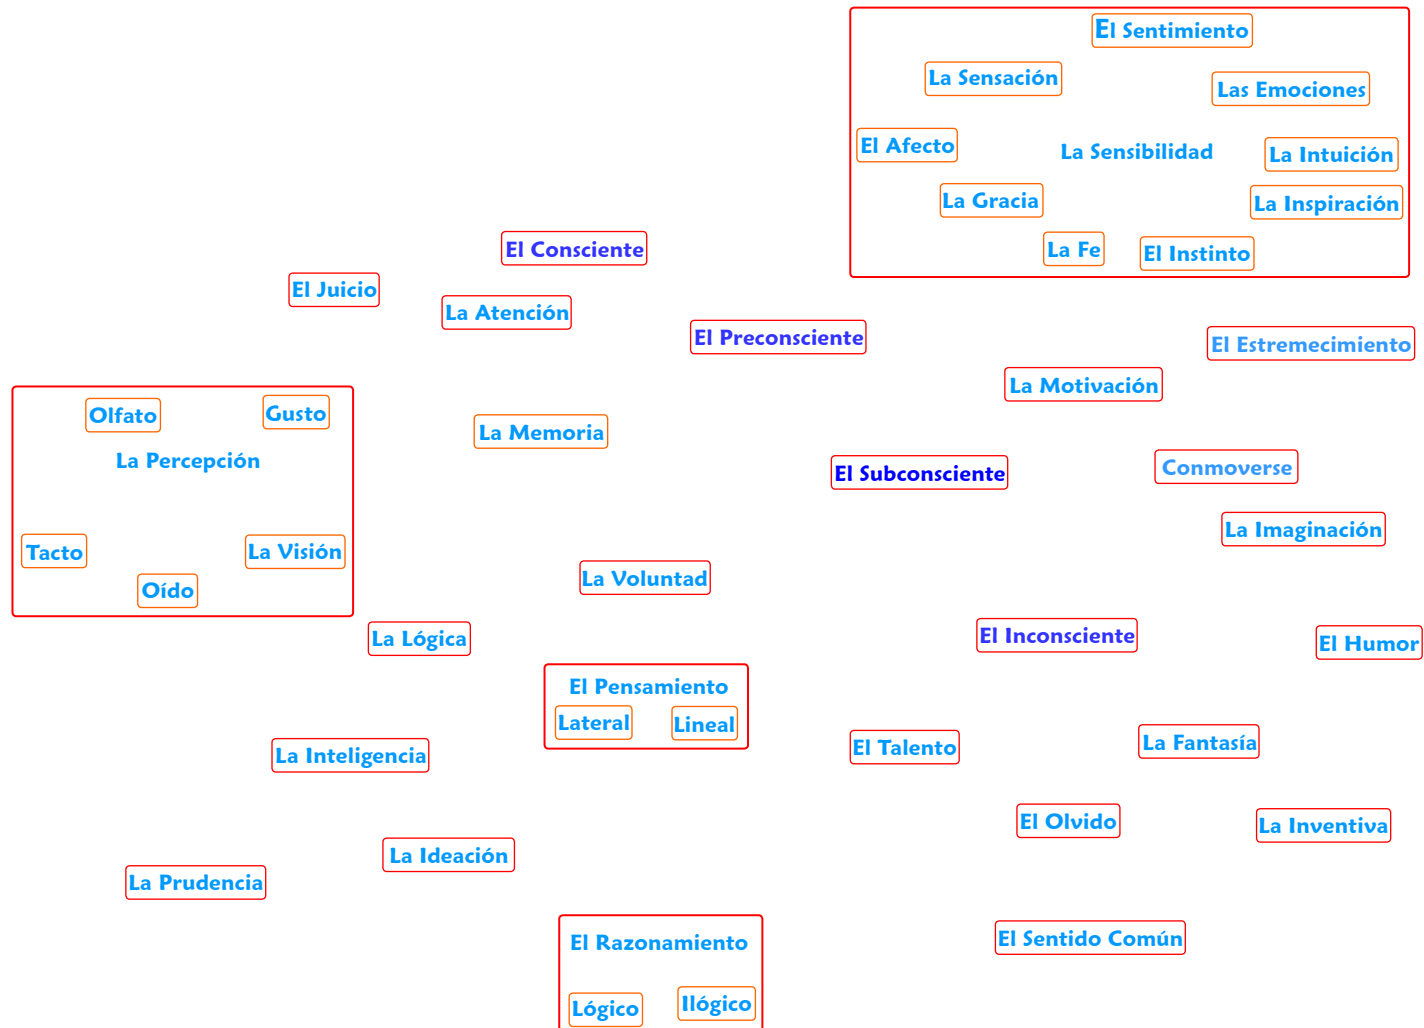 El Sentimiento
La Sensación
Las Emociones
El Afecto
La Sensibilidad
La Intuición
La Gracia
La Inspiración
La Fe
El Instinto
El Consciente
El Juicio
La Atención
El Preconsciente
El Estremecimiento
La Motivación
Olfato
Gusto
La Percepción
Tacto
La Visión
Oído
La Memoria
El Subconsciente
Conmoverse
La Imaginación
La Voluntad
La Lógica
El Inconsciente
El Humor
El Pensamiento
Lateral
Lineal
La Inteligencia
El Talento
La Fantasía
El Olvido
La Inventiva
La Ideación
La Prudencia
El Sentido Común
El Razonamiento
Lógico
Ilógico